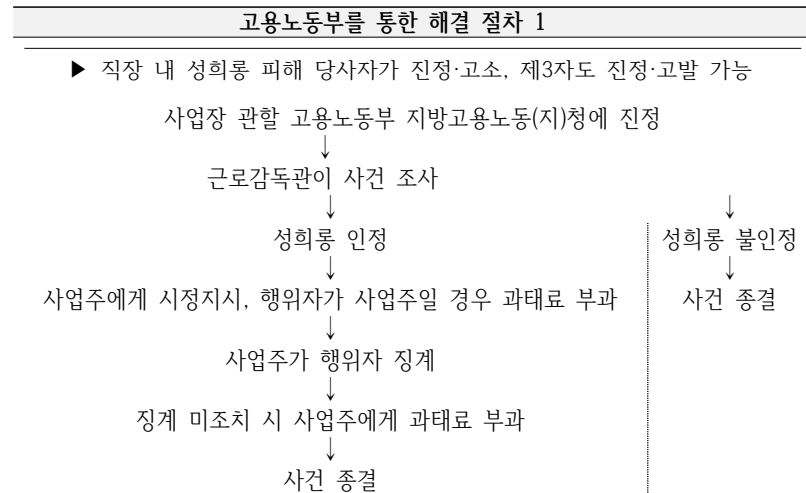 고용노동부를 통한 해결 절차 1
▶ 직장 내 성희롱 피해 당사자가 진정·고소, 제3자도 진정·고발 가능
사업장 관할 고용노동부 지방고용노동(지)청에 진정
↓
근로감독관이 사건 조사
↓ ↓
성희롱 인정 성희롱 불인정
↓ ↓
사업주에게 시정지시, 행위자가 사업주일 경우 과태료 부과 사건 종결
↓
사업주가 행위자 징계
↓
징계 미조치 시 사업주에게 과태료 부과
↓
사건 종결